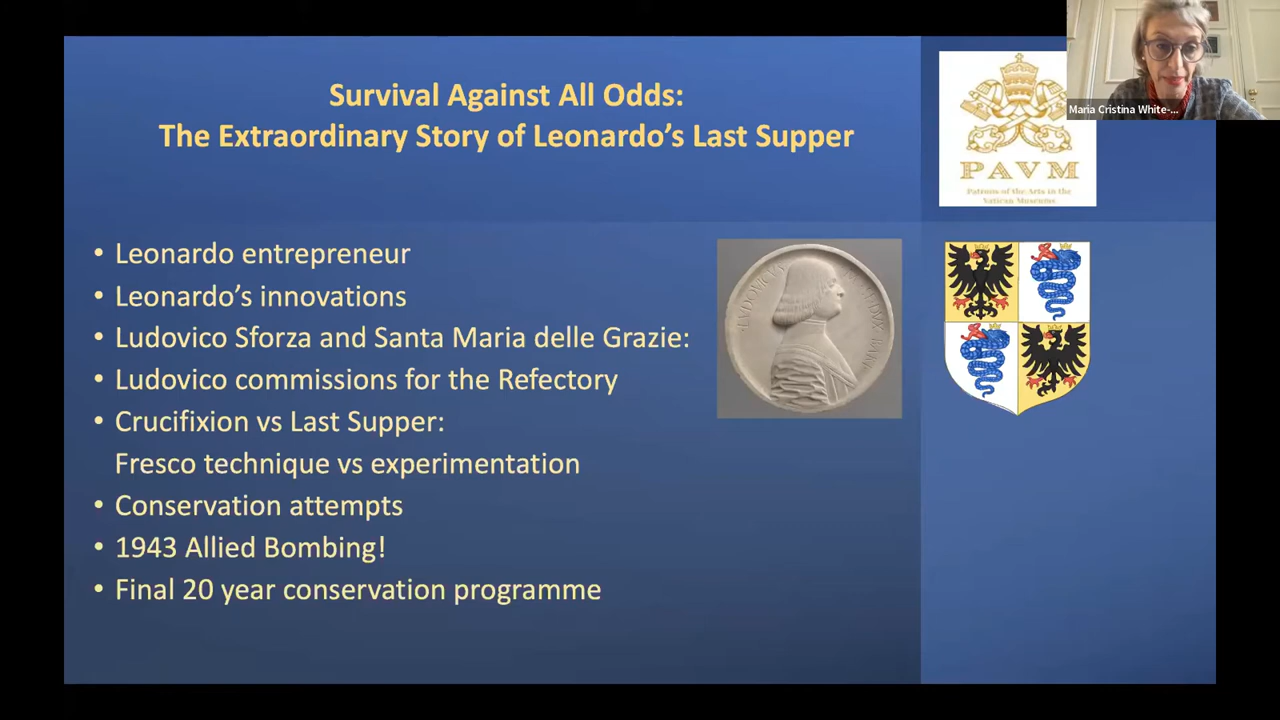 Survival Against All Odds:
The Extraordinary Story of Leonardo's Last Supper
Maria Cristina White-...
PAVM
Patrons of the Arts in the
Vatican Museums
• Leonardo entrepreneur
• Leonardo's innovations
• Ludovico Sforza and Santa Maria delle Grazie:
• Ludovico commissions for the Refectory
• Crucifixion vs Last Supper:
Fresco technique vs experimentation
• Conservation attempts
• 1943 Allied Bombing!
• Final 20 year conservation programme
LUDOVICVS